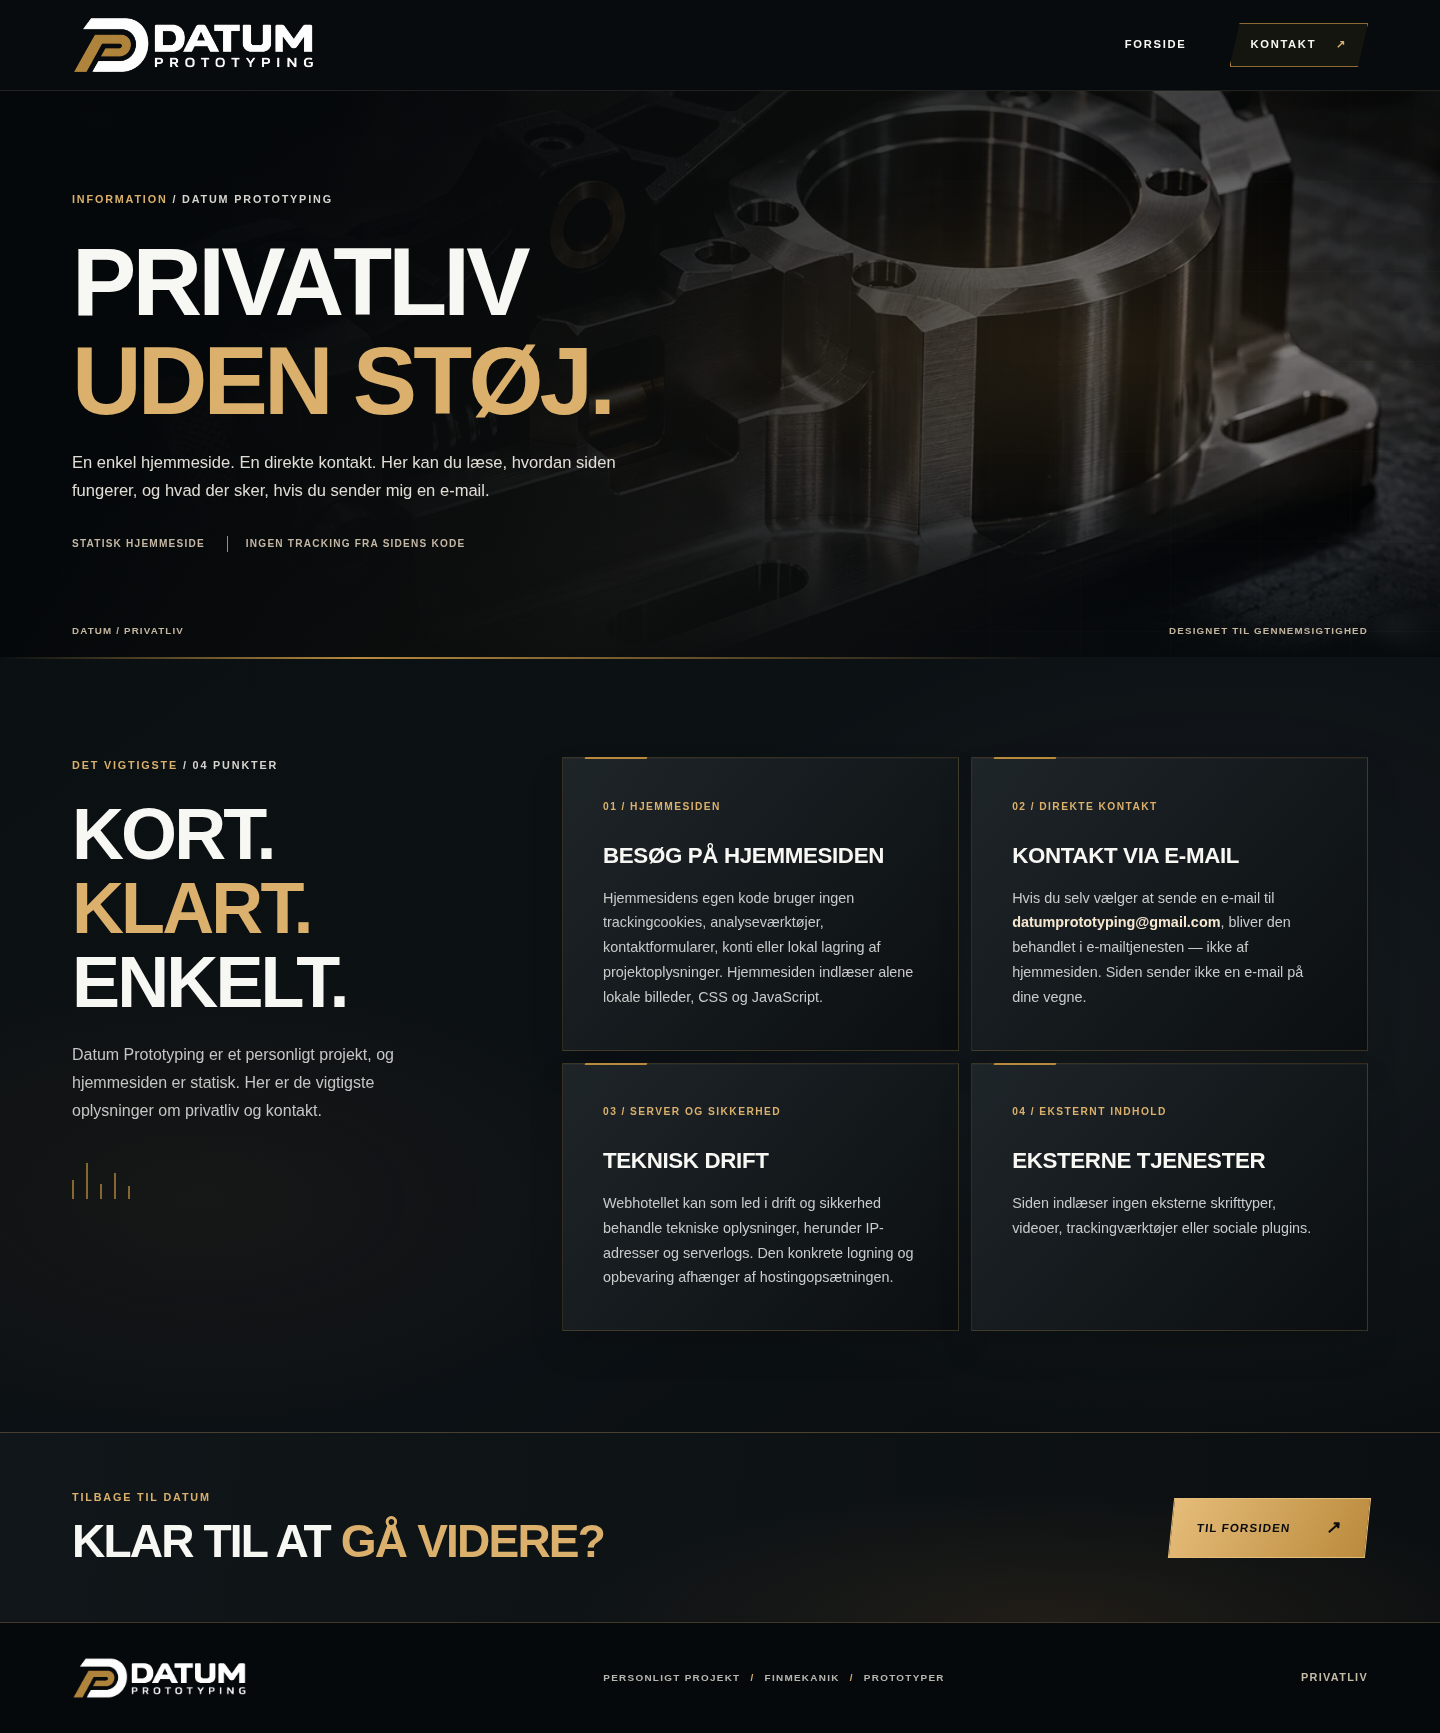 DATUM
PROTOTYPING
FORSIDE
KONTAKT ↗
INFORMATION / DATUM PROTOTYPING
PRIVATLIV
UDEN STØJ.
En enkel hjemmeside. En direkte kontakt. Her kan du læse, hvordan siden
fungerer, og hvad der sker, hvis du sender mig en e-mail.
STATISK HJEMMESIDE
INGEN TRACKING FRA SIDENS KODE
DATUM / PRIVATLIV
DESIGNET TIL GENNEMSIGTIGHED
DET VIGTIGSTE / 04 PUNKTER
KORT.
KLART.
ENKELT.
Datum Prototyping er et personligt projekt, og
hjemmesiden er statisk. Her er de vigtigste
oplysninger om privatliv og kontakt.
01 / HJEMMESIDEN
BESØG PÅ HJEMMESIDEN
Hjemmesidens egen kode bruger ingen
trackingcookies, analyseværktøjer,
kontaktformularer, konti eller lokal lagring af
projektoplysninger. Hjemmesiden indlæser alene
lokale billeder, CSS og JavaScript.
02 / DIREKTE KONTAKT
KONTAKT VIA E-MAIL
Hvis du selv vælger at sende en e-mail til
datumprototyping@gmail.com, bliver den
behandlet i e-mailtjenesten — ikke af
hjemmesiden. Siden sender ikke en e-mail på
dine vegne.
03 / SERVER OG SIKKERHED
TEKNISK DRIFT
Webhotellet kan som led i drift og sikkerhed
behandle tekniske oplysninger, herunder IP-
adresser og serverlogs. Den konkrete logning og
opbevaring afhænger af hostingopsætningen.
04 / EKSTERNT INDHOLD
EKSTERNE TJENESTER
Siden indlæser ingen eksterne skrifttyper,
videoer, trackingværktøjer eller sociale plugins.
TILBAGE TIL DATUM
KLAR TIL AT GÅ VIDERE?
TIL FORSIDEN ↗
DATUM
PROTOTYPING
PERSONLIGT PROJEKT / FINMEKANIK / PROTOTYPER
PRIVATLIV